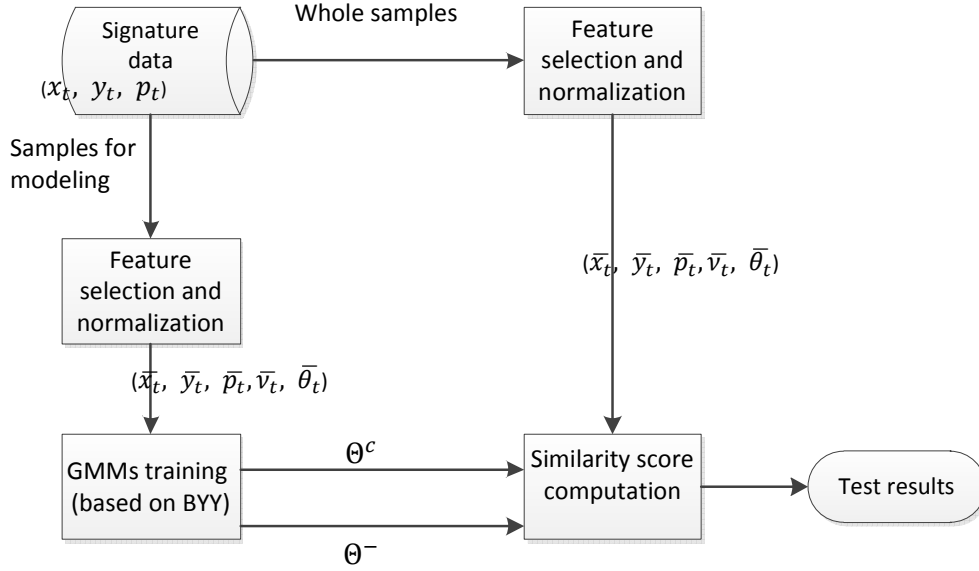 Whole samples
Signature
data
(x_t, y_t, p_t)
Feature
selection and
normalization
Samples for
modeling
Feature
selection and
normalization
(x̄_t, ȳ_t, p̄_t, v̄_t, θ̄_t)
(x̄_t, ȳ_t, p̄_t, v̄_t, θ̄_t)
GMMs training
(based on BYY)
Θ^c
Θ^−
Similarity score
computation
Test results